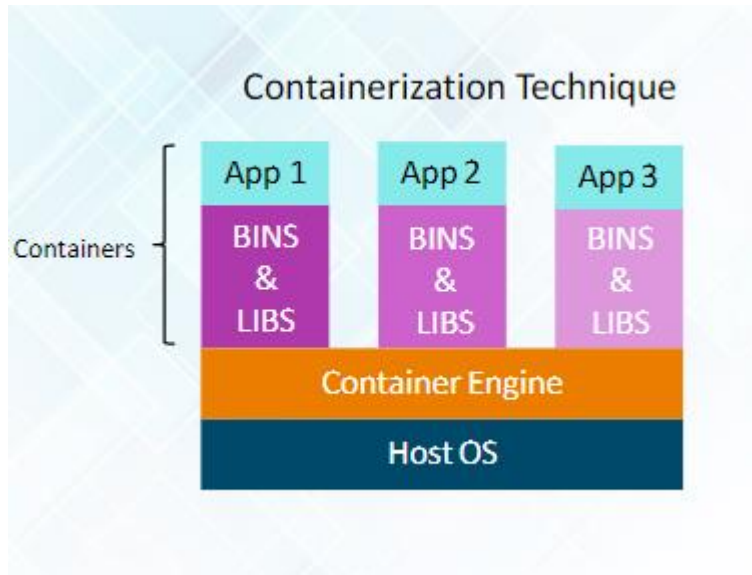 Containerization Technique
App 1
App 2
App 3
Containers
BINS
&
LIBS
BINS
&
LIBS
BINS
&
LIBS
Container Engine
Host OS